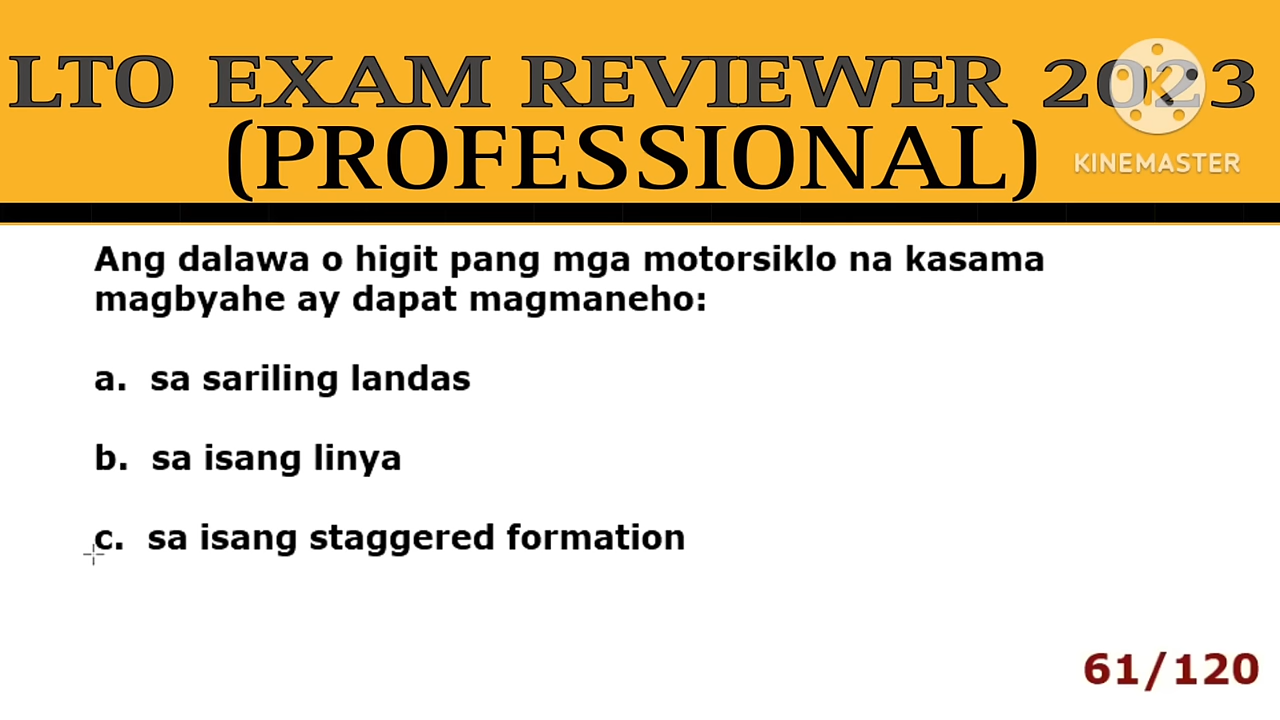 LTO EXAM REVIEWER 2023
(PROFESSIONAL)
KINEMASTER
Ang dalawa o higit pang mga motorsiklo na kasama
magbyahe ay dapat magmaneho:
a. sa sariling landas
b. sa isang linya
c. sa isang staggered formation
61/120